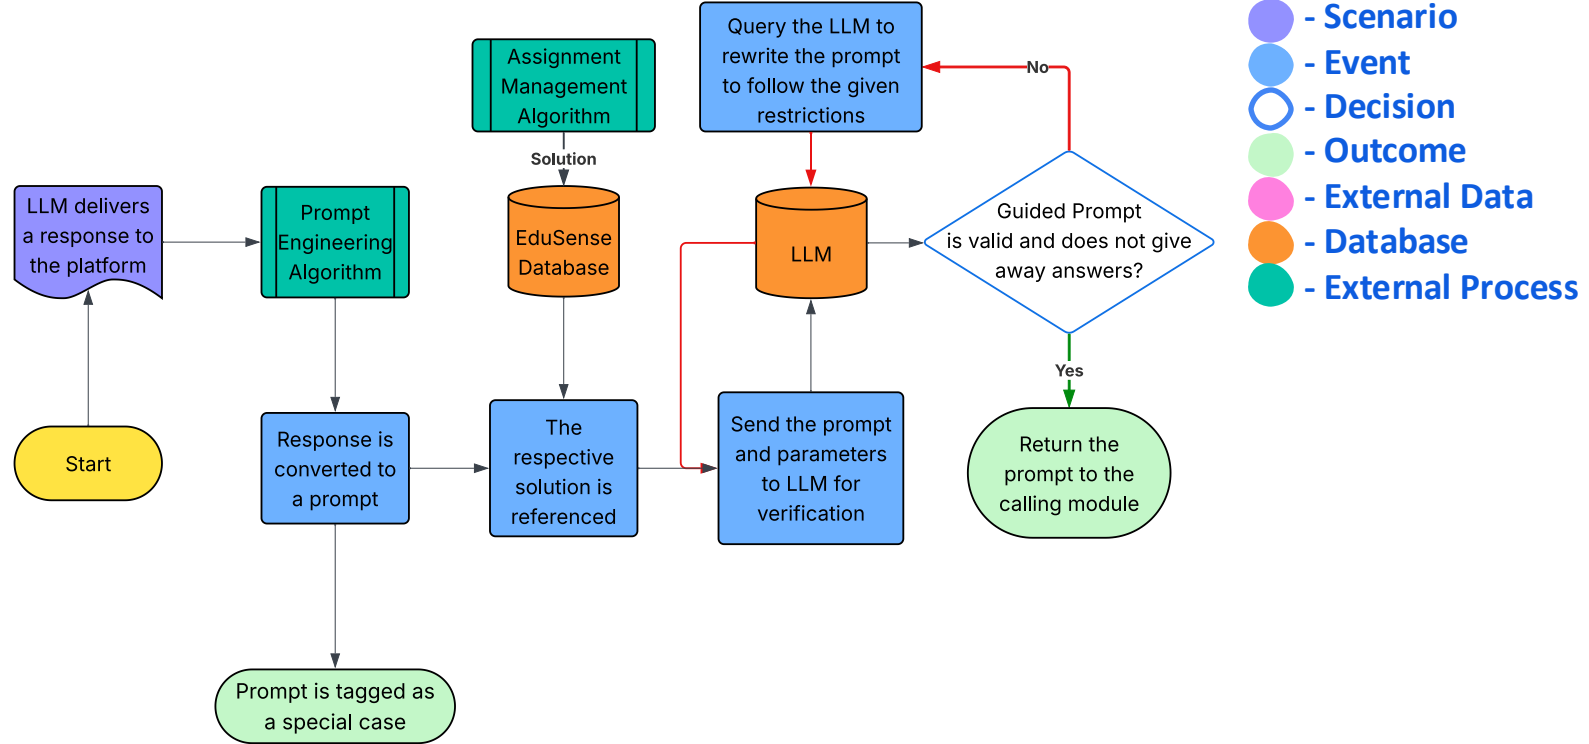 Start
LLM delivers
a response to
the platform
Prompt
Engineering
Algorithm
Response is
converted to
a prompt
Prompt is tagged as
a special case
Assignment
Management
Algorithm
Solution
EduSense
Database
The
respective
solution is
referenced
Send the prompt
and parameters
to LLM for
verification
LLM
Query the LLM to
rewrite the prompt
to follow the given
restrictions
No
Guided Prompt
is valid and does not give
away answers?
Yes
Return the
prompt to the
calling module
- Scenario
- Event
- Decision
- Outcome
- External Data
- Database
- External Process